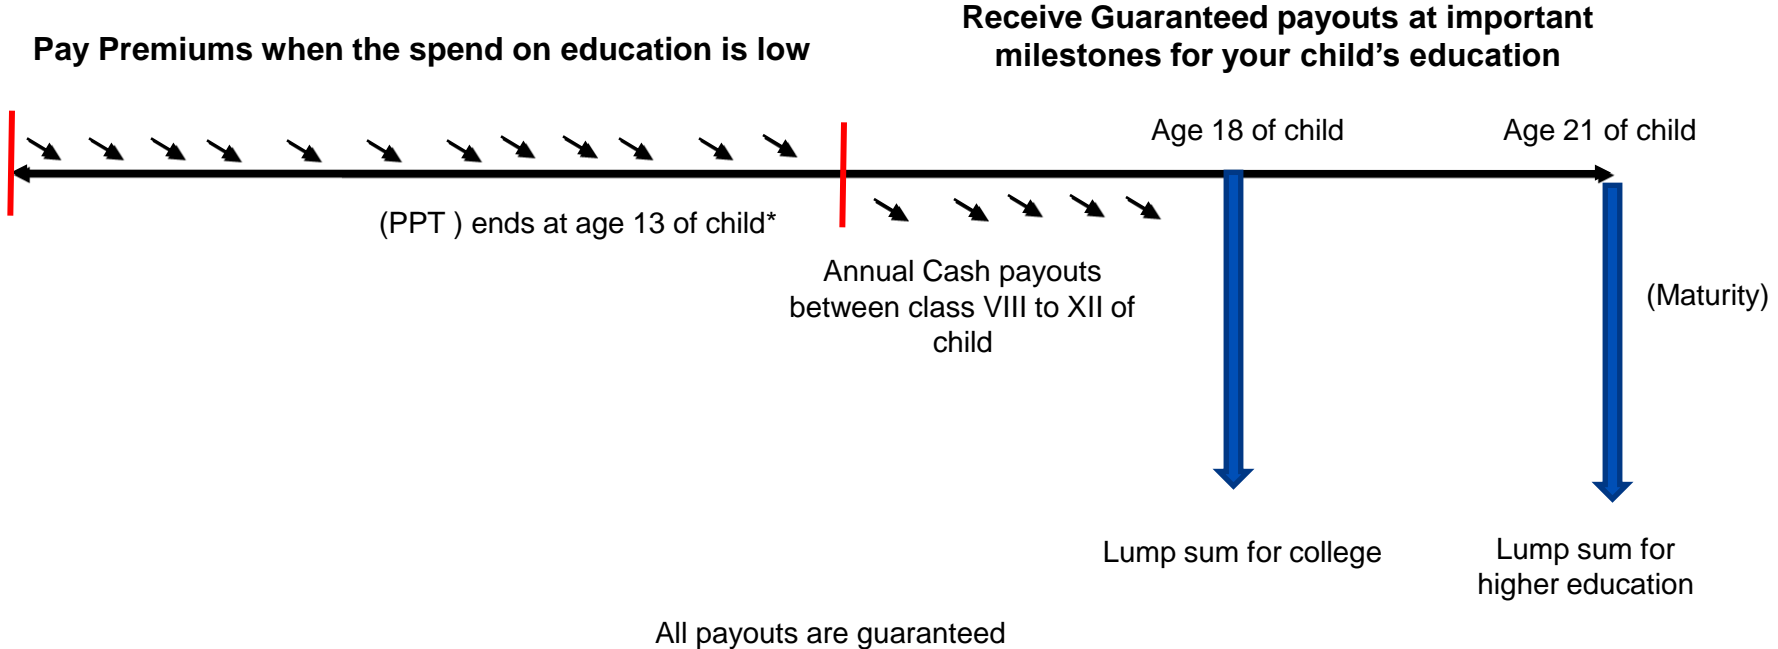 Pay Premiums when the spend on education is low
Receive Guaranteed payouts at important
milestones for your child’s education
Age 18 of child
Age 21 of child
(PPT ) ends at age 13 of child*
Annual Cash payouts
between class VIII to XII of
child
(Maturity)
Lump sum for college
Lump sum for
higher education
All payouts are guaranteed